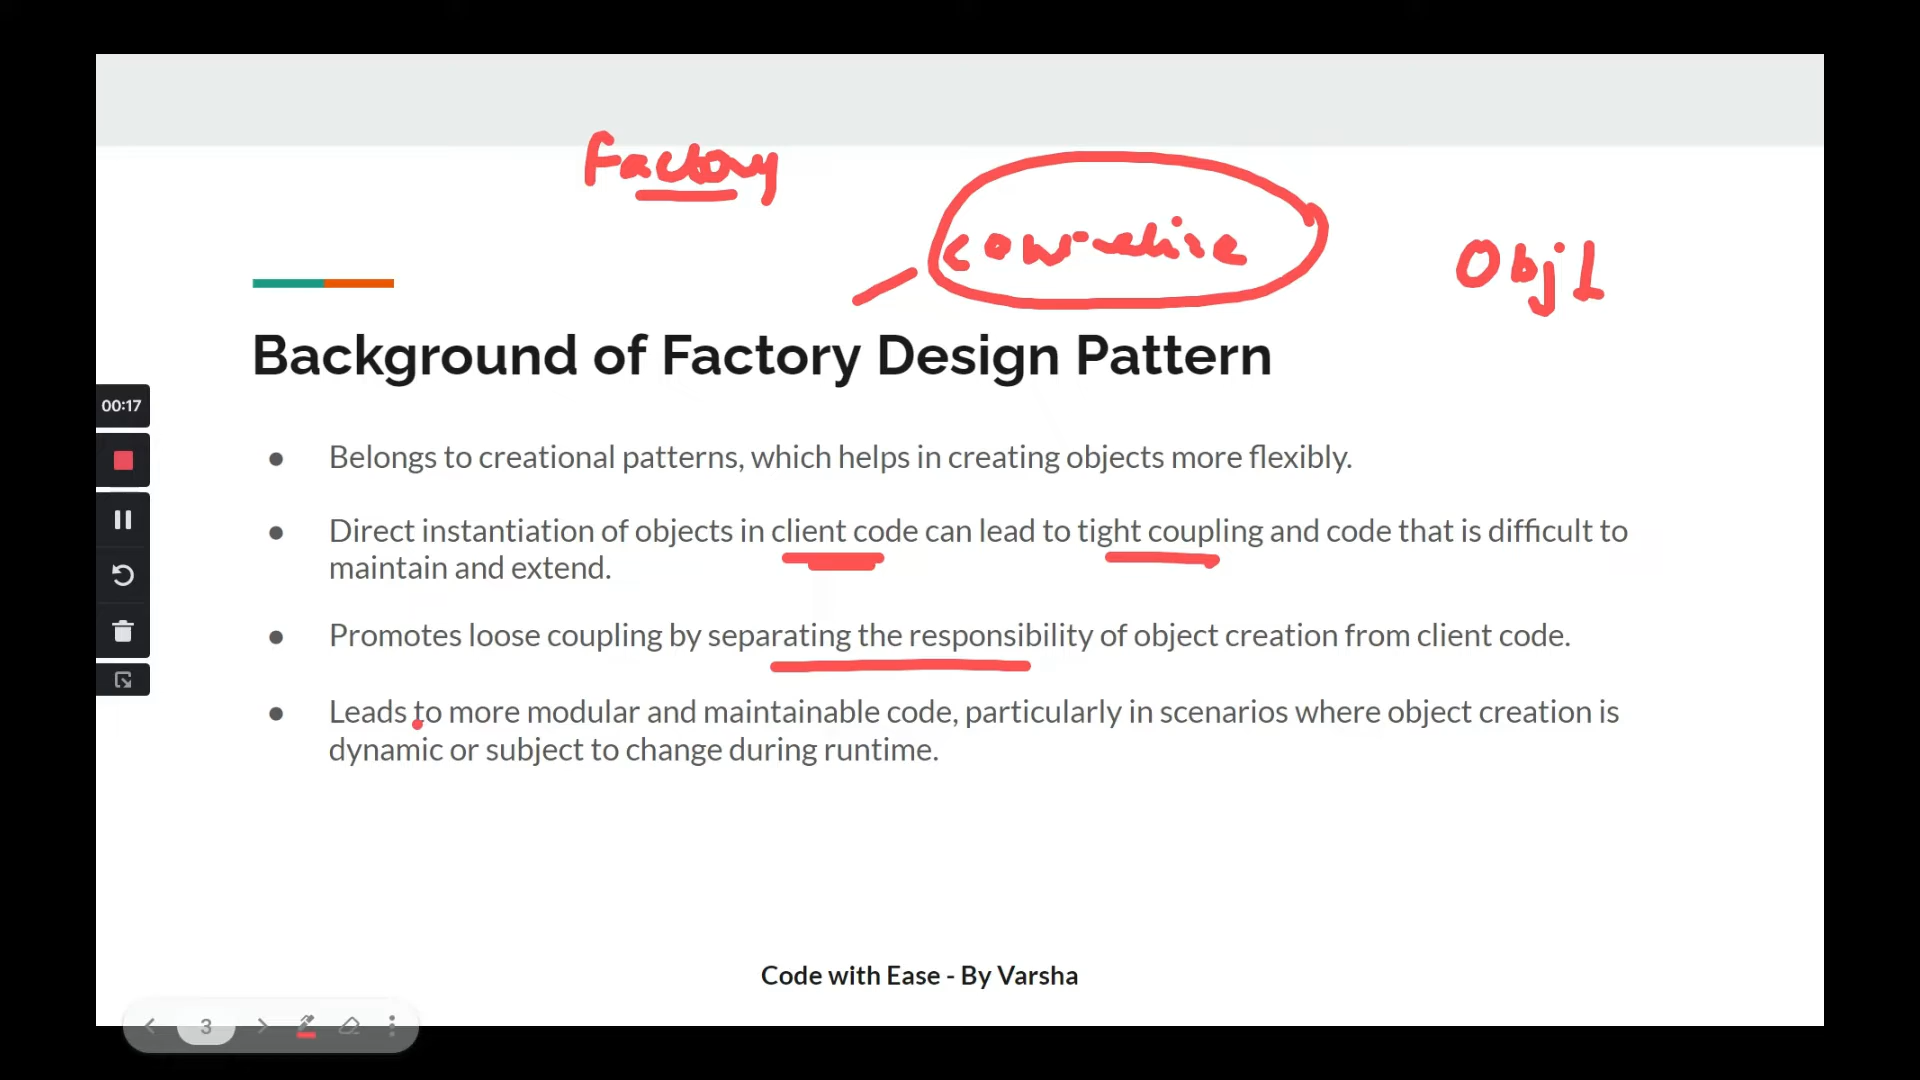 Factory
Obj1
Background of Factory Design Pattern
00:17
● Belongs to creational patterns, which helps in creating objects more flexibly.
● Direct instantiation of objects in client code can lead to tight coupling and code that is difficult to
maintain and extend.
● Promotes loose coupling by separating the responsibility of object creation from client code.
● Leads to more modular and maintainable code, particularly in scenarios where object creation is
dynamic or subject to change during runtime.
Code with Ease - By Varsha
3